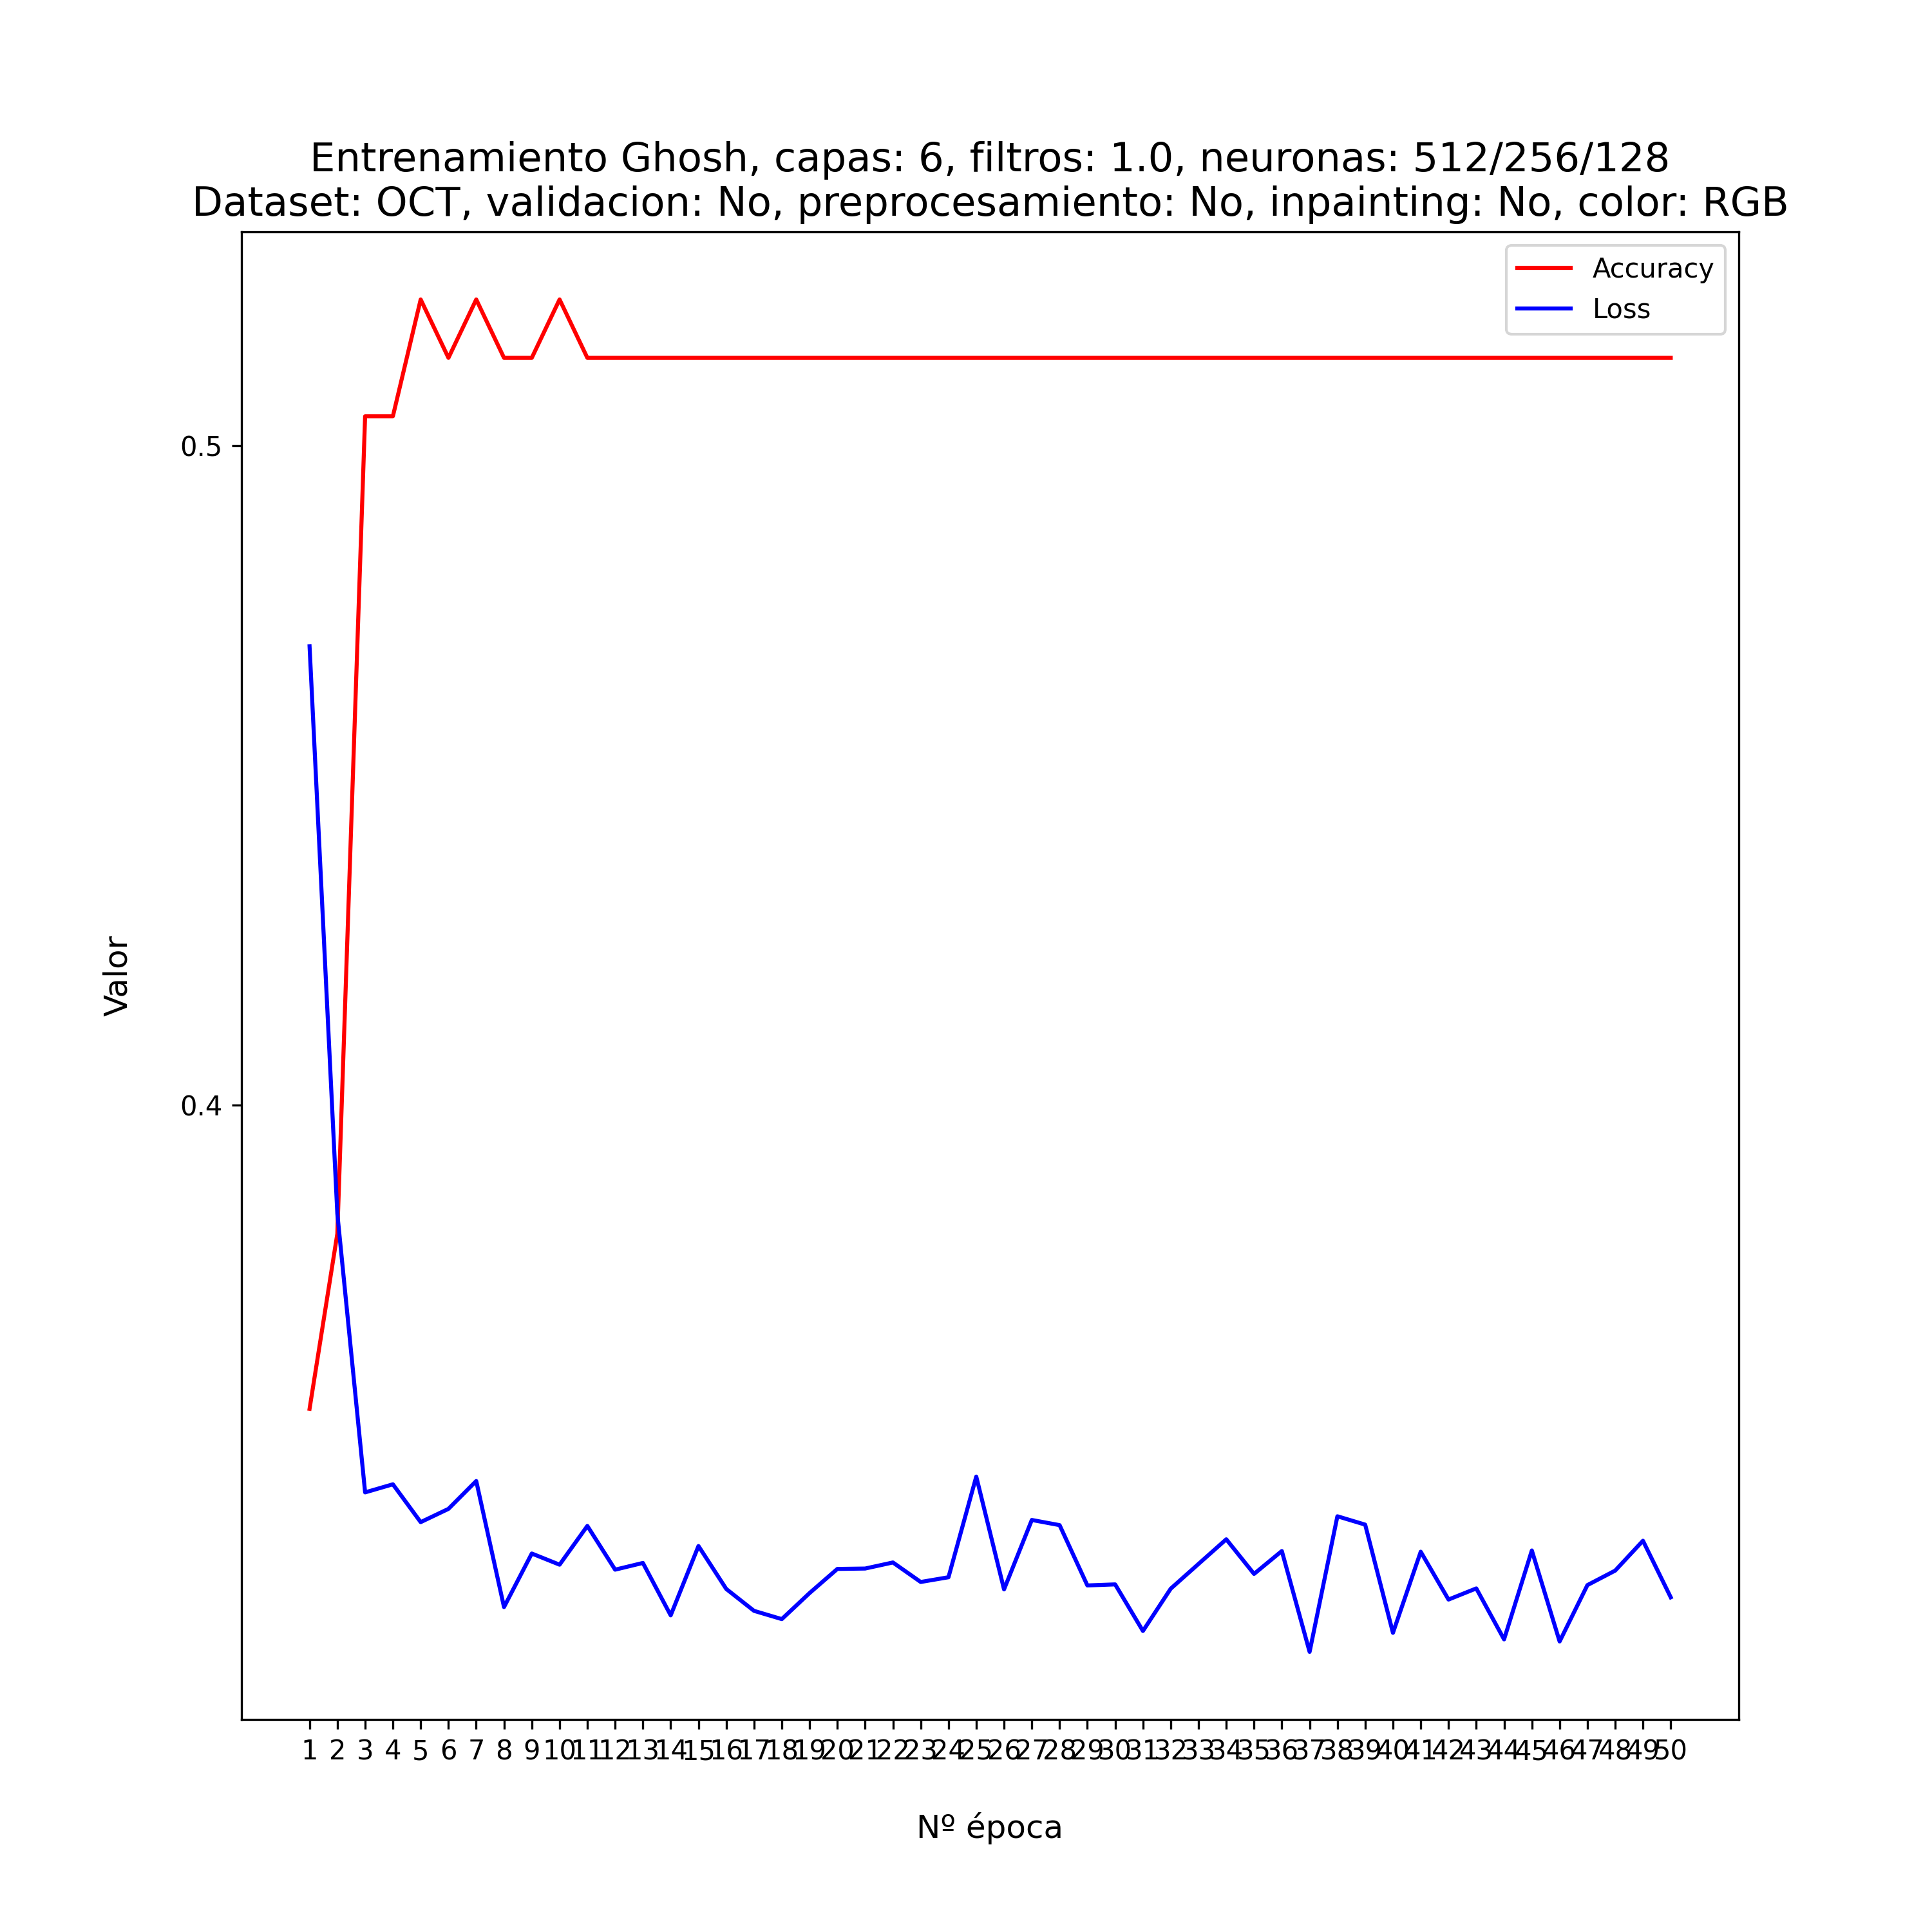 Entrenamiento Ghosh, capas: 6, filtros: 1.0, neuronas: 512/256/128
Dataset: OCT, validacion: No, preprocesamiento: No, inpainting: No, color: RGB
Accuracy
Loss
0.5
0.4
Valor
1 2 3 4 5 6 7 8 9 10 11 12 13 14 15 16 17 18 19 20 21 22 23 24 25 26 27 28 29 30 31 32 33 34 35 36 37 38 39 40 41 42 43 44 45 46 47 48 49 50
Nº época